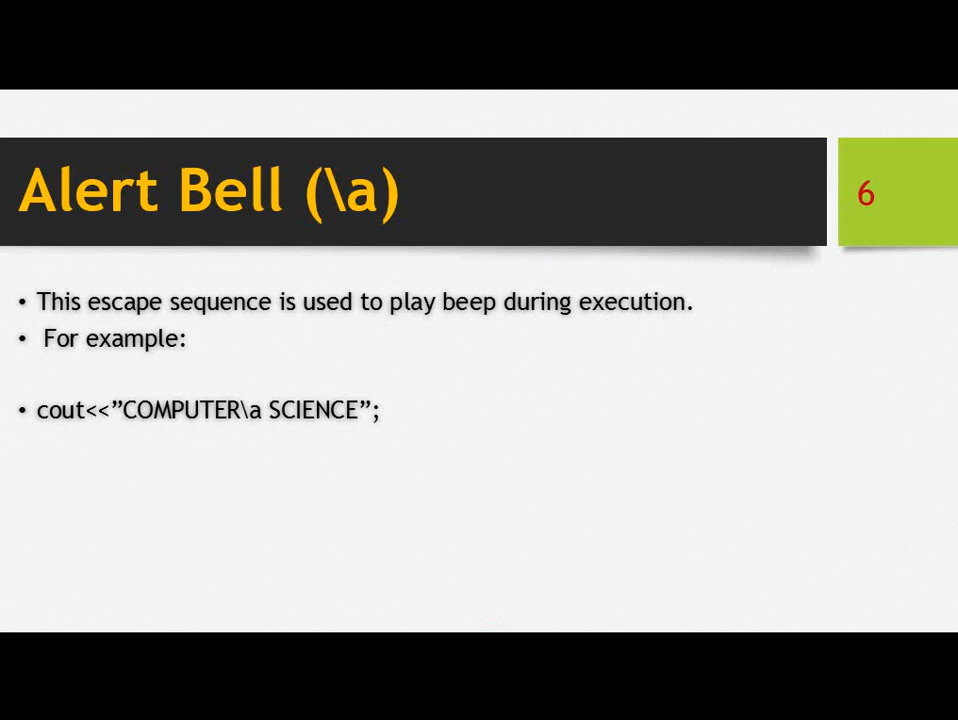 Alert Bell (\a)
6
• This escape sequence is used to play beep during execution.
• For example:
• cout<<”COMPUTER\a SCIENCE”;